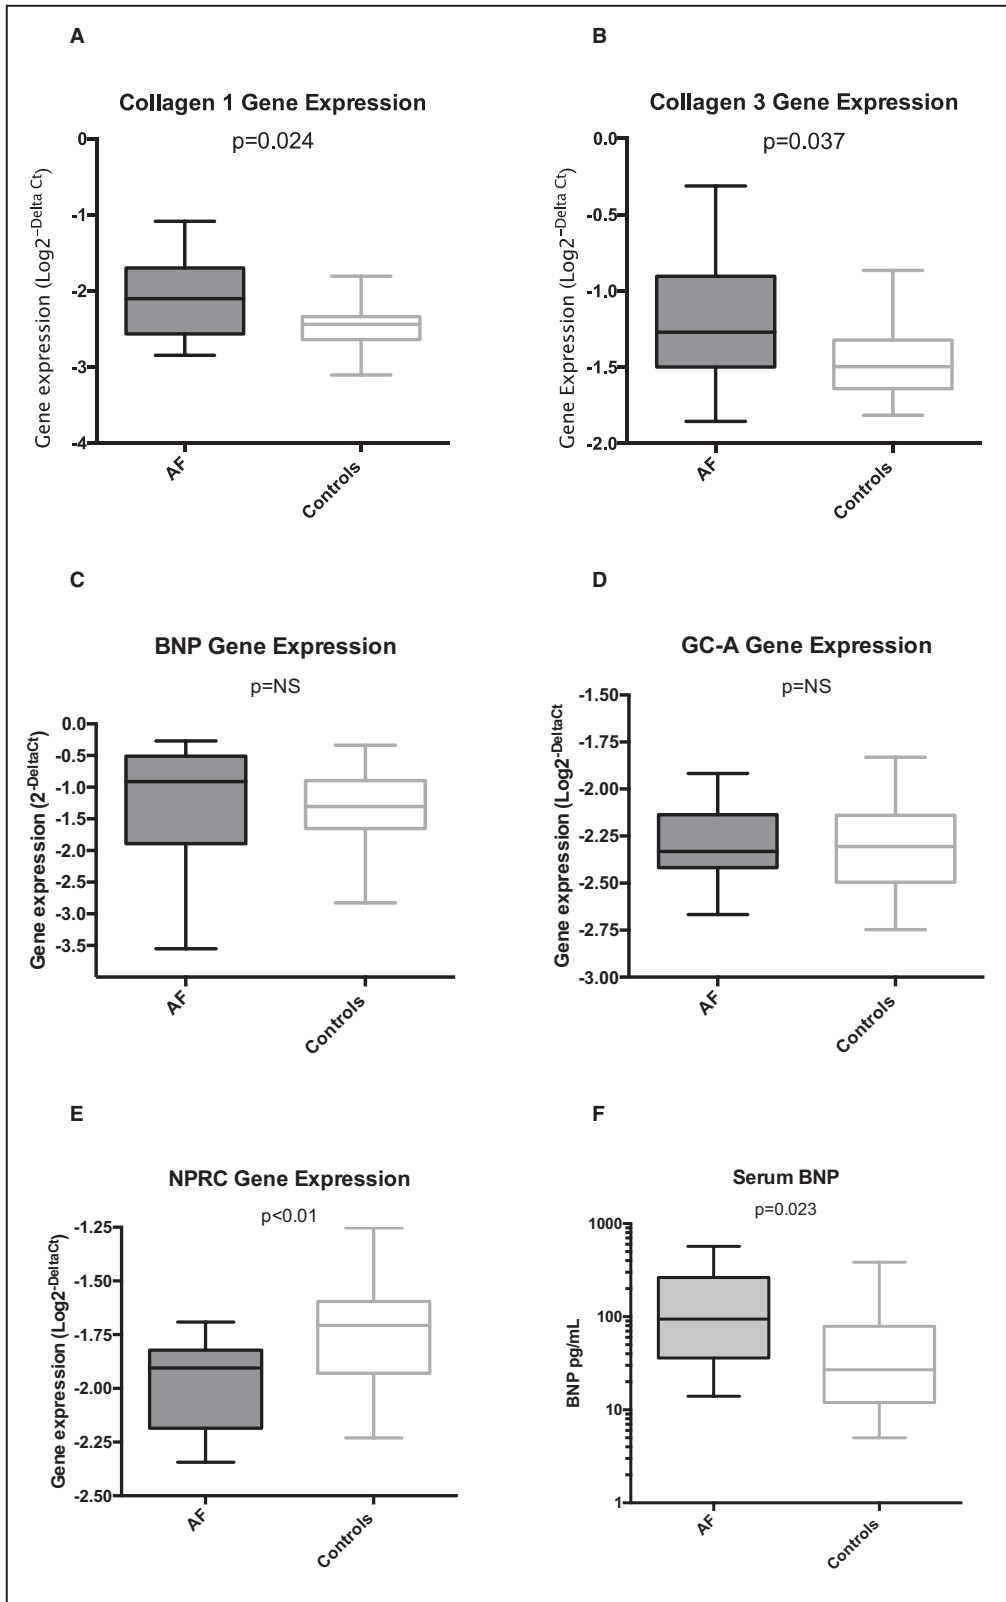 A
Collagen 1 Gene Expression
p=0.024
Gene expression (Log2^-Delta Ct)
0
-1
-2
-3
-4
AF
Controls
B
Collagen 3 Gene Expression
p=0.037
Gene Expression (Log2^-Delta Ct)
0.0
-0.5
-1.0
-1.5
-2.0
AF
Controls
C
BNP Gene Expression
p=NS
Gene expression (2^-DeltaCt)
0.0
-0.5
-1.0
-1.5
-2.0
-2.5
-3.0
-3.5
AF
Controls
D
GC-A Gene Expression
p=NS
Gene expression (Log2^-DeltaCt
-1.50
-1.75
-2.00
-2.25
-2.50
-2.75
-3.00
AF
Controls
E
NPRC Gene Expression
p<0.01
Gene expression (Log2^-DeltaCt)
-1.25
-1.50
-1.75
-2.00
-2.25
-2.50
AF
Controls
F
Serum BNP
p=0.023
BNP pg/mL
1000
100
10
1
AF
Controls